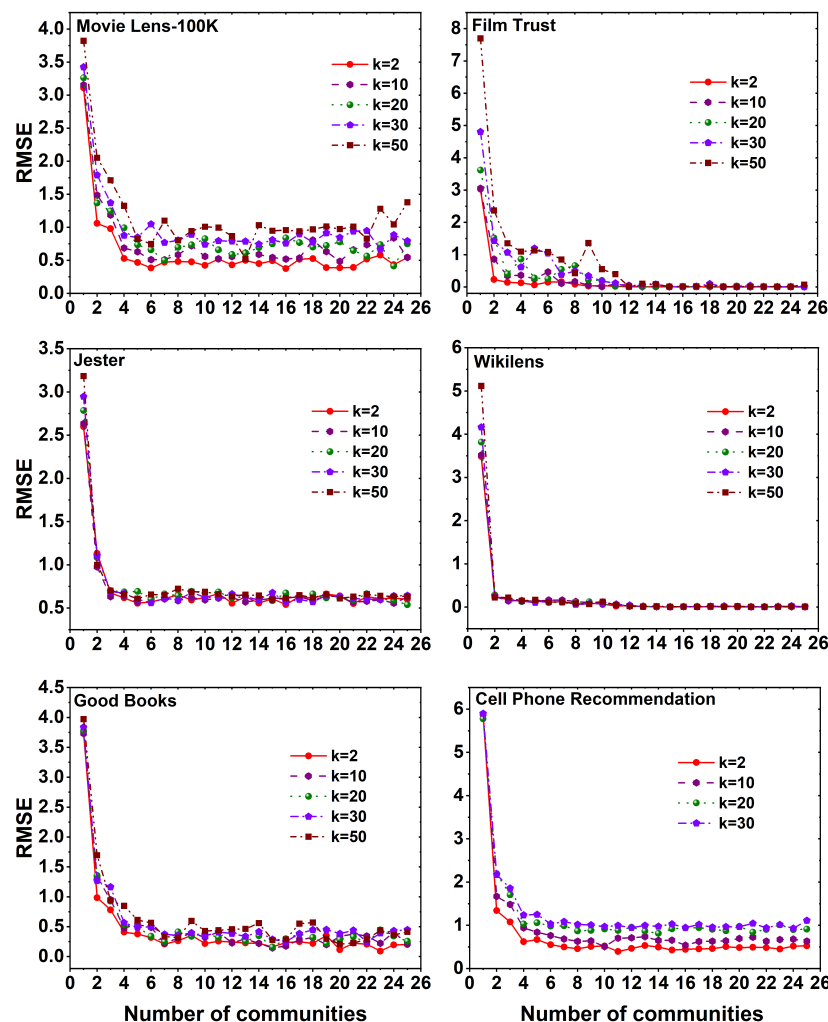 Movie Lens-100K
RMSE
4.0
3.5
3.0
2.5
2.0
1.5
1.0
0.5
0.0
k=2
k=10
k=20
k=30
k=50
0 2 4 6 8 10 12 14 16 18 20 22 24 26
Film Trust
8
7
6
5
4
3
2
1
0
k=2
k=10
k=20
k=30
k=50
0 2 4 6 8 10 12 14 16 18 20 22 24 26
Jester
RMSE
3.5
3.0
2.5
2.0
1.5
1.0
0.5
k=2
k=10
k=20
k=30
k=50
0 2 4 6 8 10 12 14 16 18 20 22 24 26
Wikilens
6
5
4
3
2
1
0
k=2
k=10
k=20
k=30
k=50
0 2 4 6 8 10 12 14 16 18 20 22 24 26
Good Books
RMSE
4.5
4.0
3.5
3.0
2.5
2.0
1.5
1.0
0.5
0.0
k=2
k=10
k=20
k=30
k=50
0 2 4 6 8 10 12 14 16 18 20 22 24 26
Number of communities
Cell Phone Recommendation
6
5
4
3
2
1
0
k=2
k=10
k=20
k=30
0 2 4 6 8 10 12 14 16 18 20 22 24 26
Number of communities